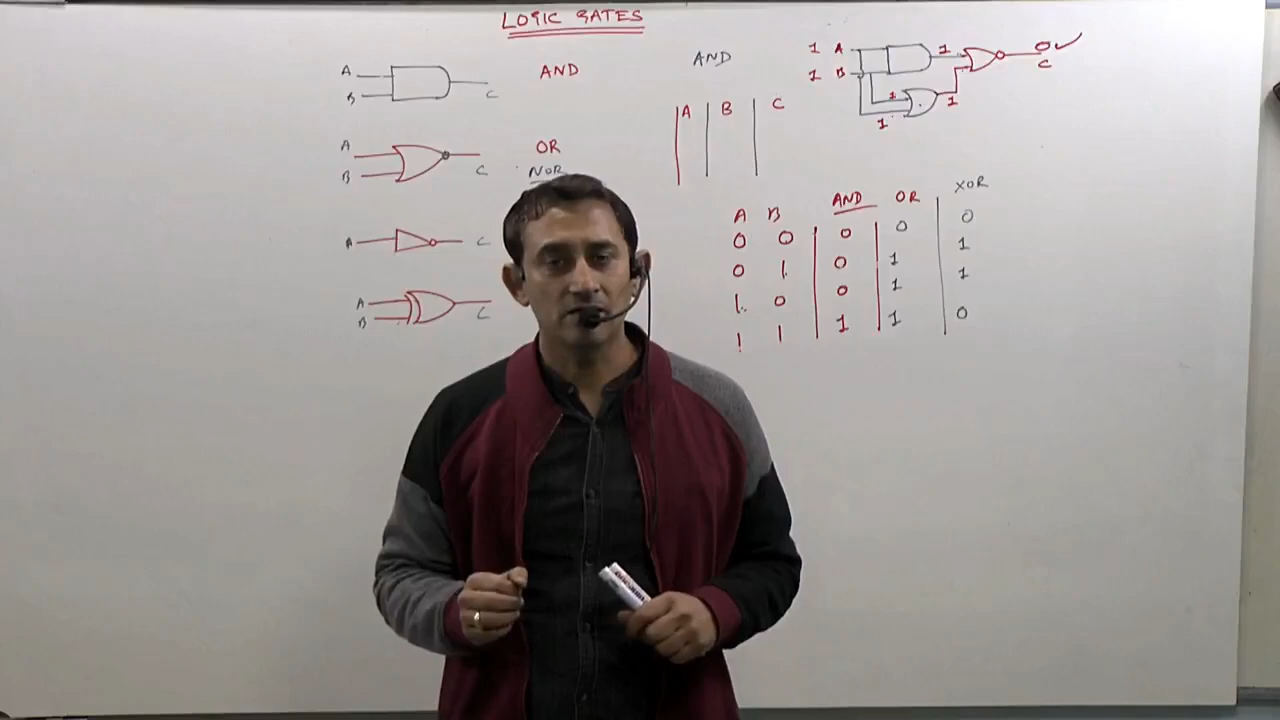 LOGIC GATES
A
B
C
AND
A
B
C
OR
NOR
A
C
A
B
C
AND
A B C
1 A
1 B
1
1
1
1
0 ✓
C
A B AND OR XOR
0 0 0 0 0
0 1 0 1 1
1 0 0 1 1
1 1 1 1 0